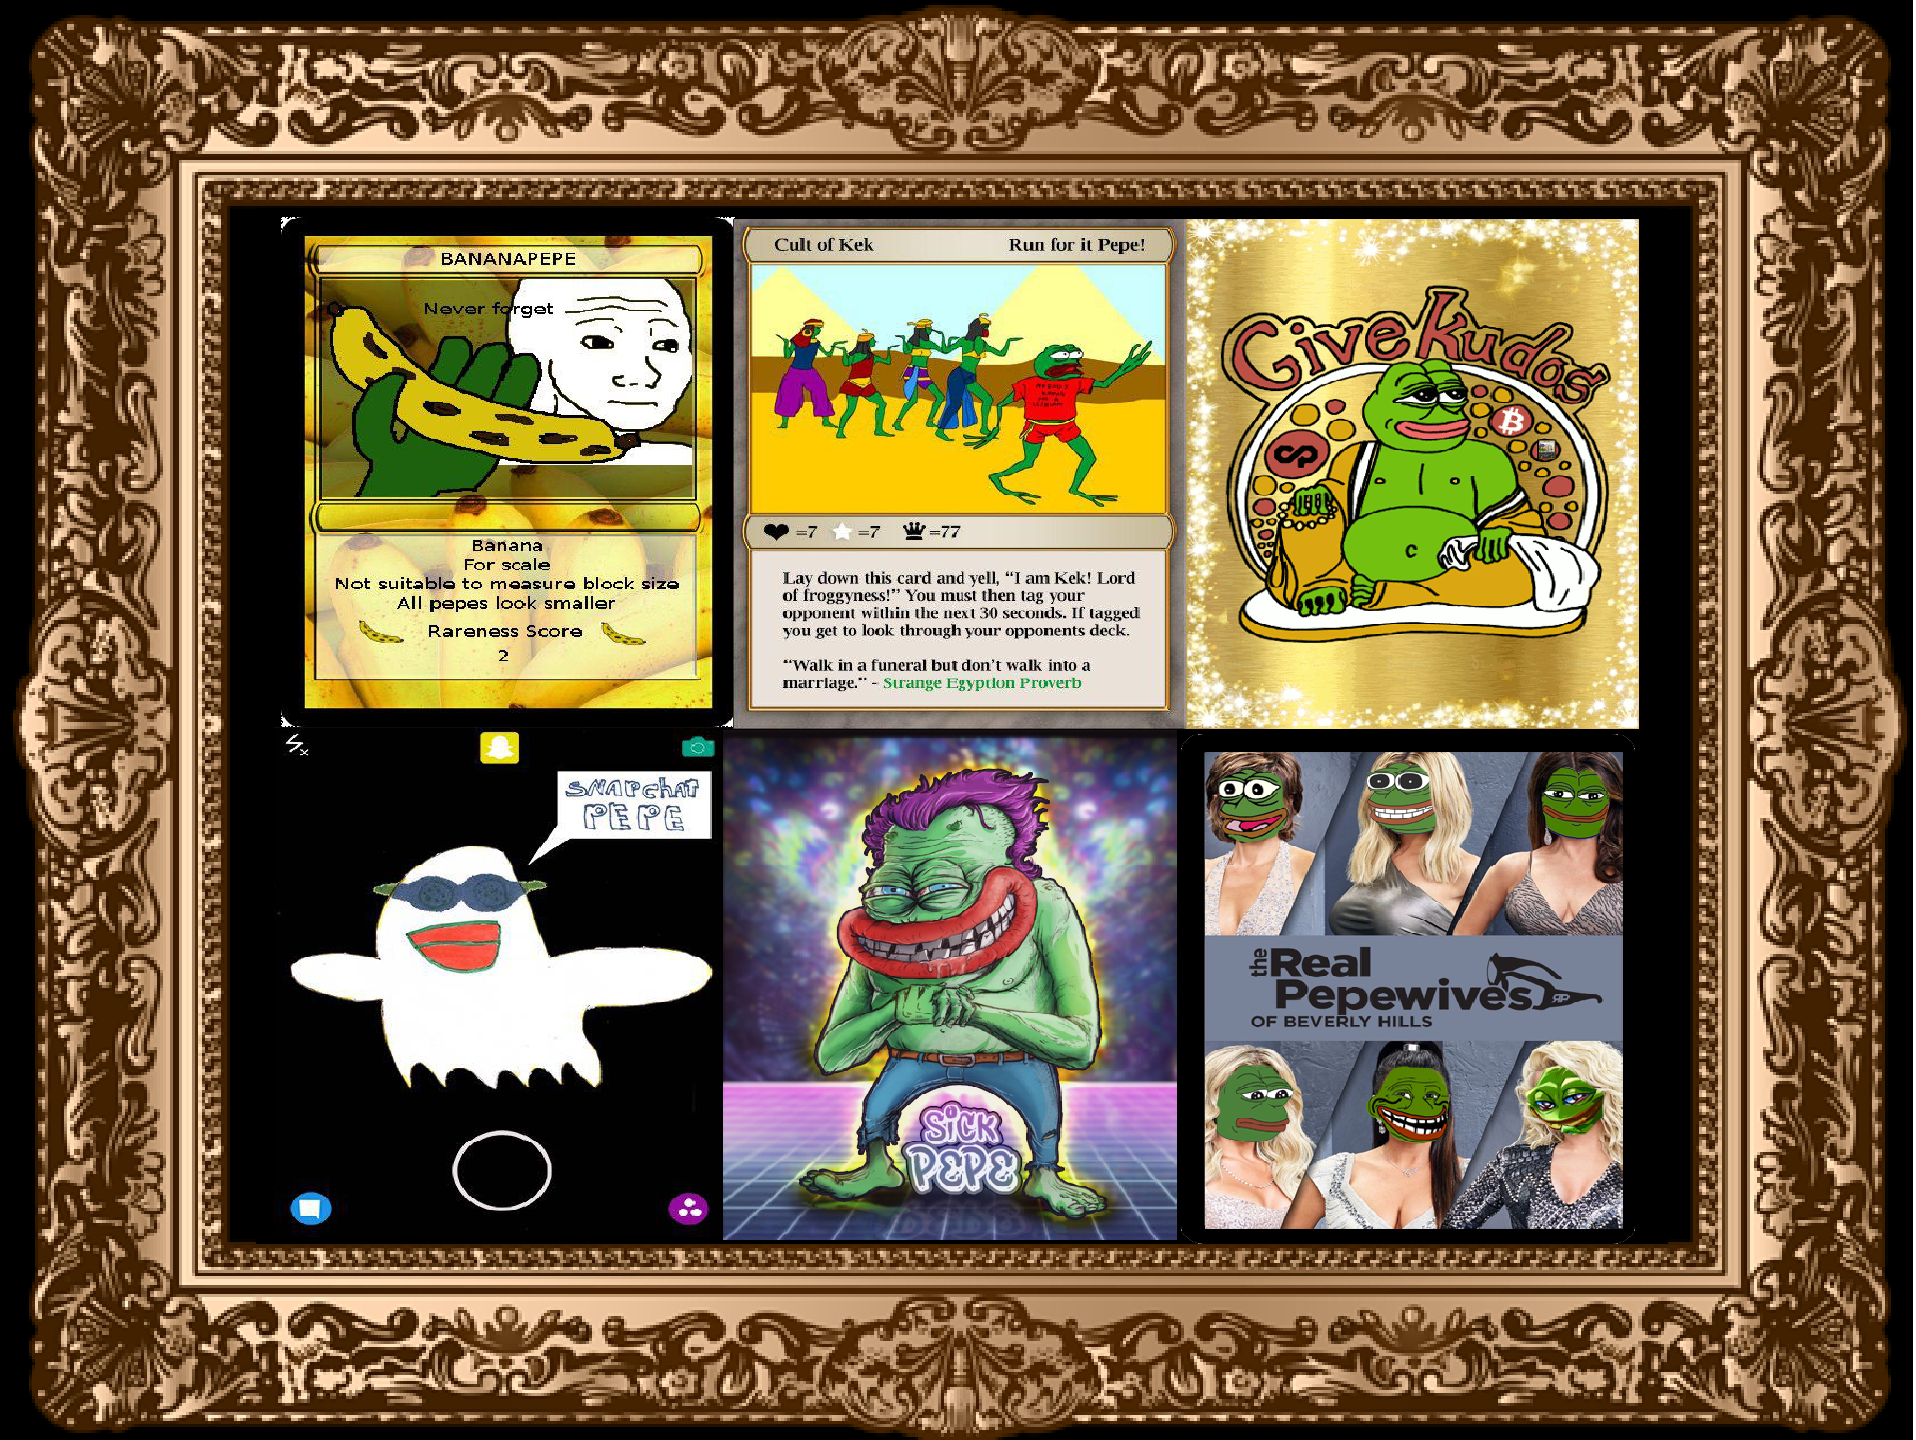 BANANAPEPE
Never forget
Banana
For scale
Not suitable to measure block size
All pepes look smaller
Rareness Score
2
Cult of Kek
Run for it Pepe!
=7
=7
=77
Lay down this card and yell, “I am Kek! Lord
of froggyness!” You must then tag your
opponent within the next 30 seconds. If tagged
you get to look through your opponents deck.
“Walk in a funeral but don’t walk into a
marriage.” - Strange Egyption Proverb
Give Kudos
C
SNAPChAT
PEPE
SiCK
PEPE
the Real
Pepewives
OF BEVERLY HILLS